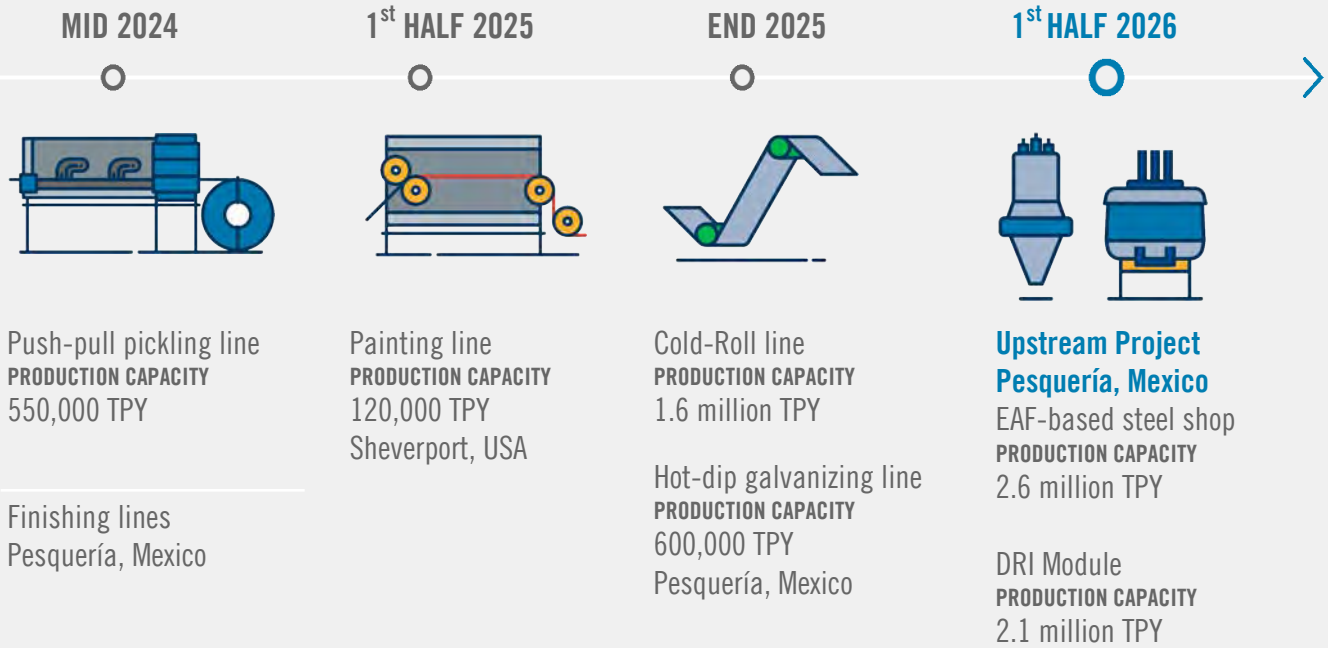 MID 2024
Push-pull pickling line
PRODUCTION CAPACITY
550,000 TPY
Finishing lines
Pesquería, Mexico
1st HALF 2025
Painting line
PRODUCTION CAPACITY
120,000 TPY
Sheverport, USA
END 2025
Cold-Roll line
PRODUCTION CAPACITY
1.6 million TPY
Hot-dip galvanizing line
PRODUCTION CAPACITY
600,000 TPY
Pesquería, Mexico
1st HALF 2026
Upstream Project
Pesquería, Mexico
EAF-based steel shop
PRODUCTION CAPACITY
2.6 million TPY
DRI Module
PRODUCTION CAPACITY
2.1 million TPY